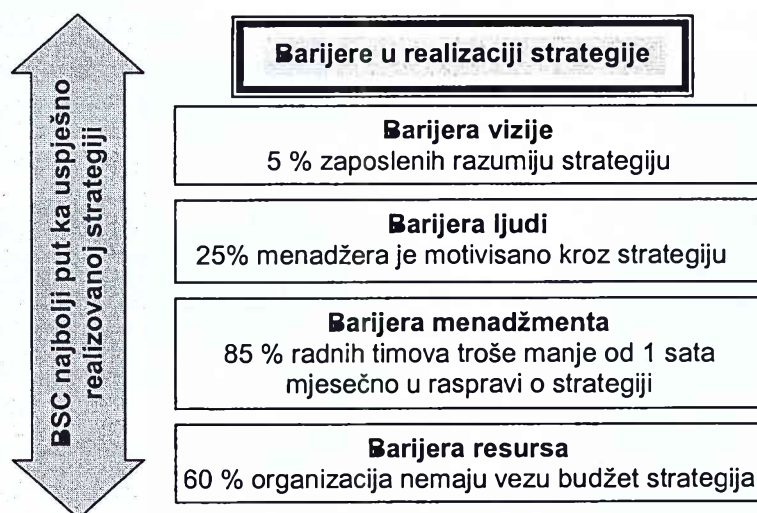 BSC najbolji put ka uspješno
realizovanoj strategiji
Barijere u realizaciji strategije
Barijera vizije
5 % zaposlenih razumiju strategiju
Barijera ljudi
25% menadžera je motivisano kroz strategiju
Barijera menadžmenta
85 % radnih timova troše manje od 1 sata
mjesečno u raspravi o strategiji
Barijera resursa
60 % organizacija nemaju vezu budžet strategija